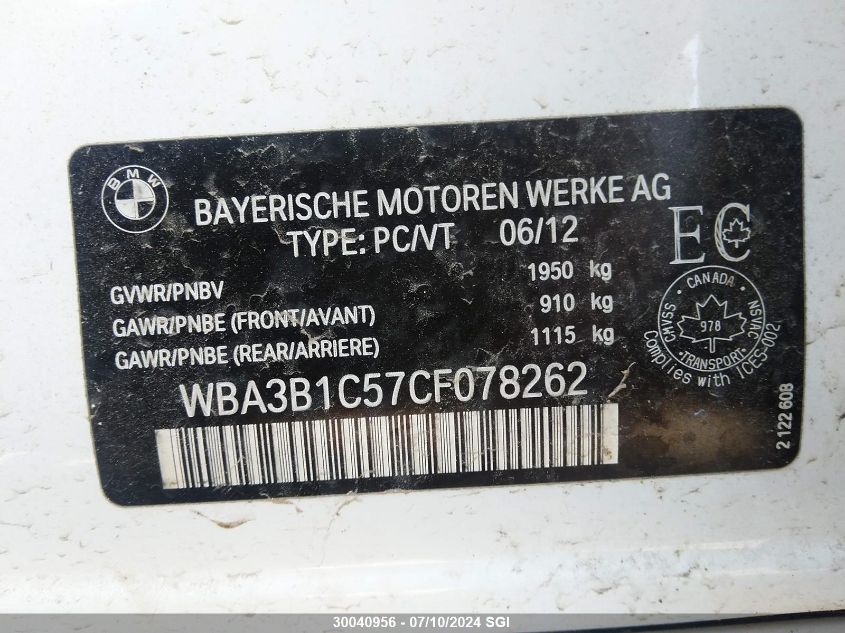 BMW
BAYERISCHE MOTOREN WERKE AG
TYPE: PC/VT 06/12
EC
GVWR/PNBV 1950 kg
GAWR/PNBE (FRONT/AVANT) 910 kg
GAWR/PNBE (REAR/ARRIERE) 1115 kg
CANADA
CMVSS
978
NSVAC
TRANSPORT
Complies with ICES-002
WBA3B1C57CF078262
2 122 608
30040956 - 07/10/2024 SGI